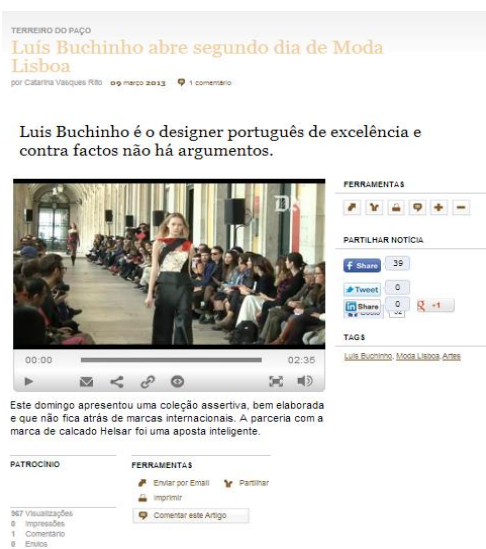 TERREIRO DO PAÇO
Luís Buchinho abre segundo dia de Moda
Lisboa
por Catarina Vasques Rito 09 março 2013 1 comentário
Luis Buchinho é o designer português de excelência e
contra factos não há argumentos.
FERRAMENTAS
PARTILHAR NOTÍCIA
Share 39
Tweet 0
Share 0 +1
TAGS
Luis Buchinho, Moda Lisboa, Artes
00:00 02:35
Este domingo apresentou uma coleção assertiva, bem elaborada
e que não fica atrás de marcas internacionais. A parceria com a
marca de calcado Helsar foi uma aposta inteligente.
PATROCÍNIO
FERRAMENTAS
Enviar por Email Partilhar
Imprimir
Comentar este Artigo
967 Visualizações
0 Impressões
1 Comentário
0 Envios